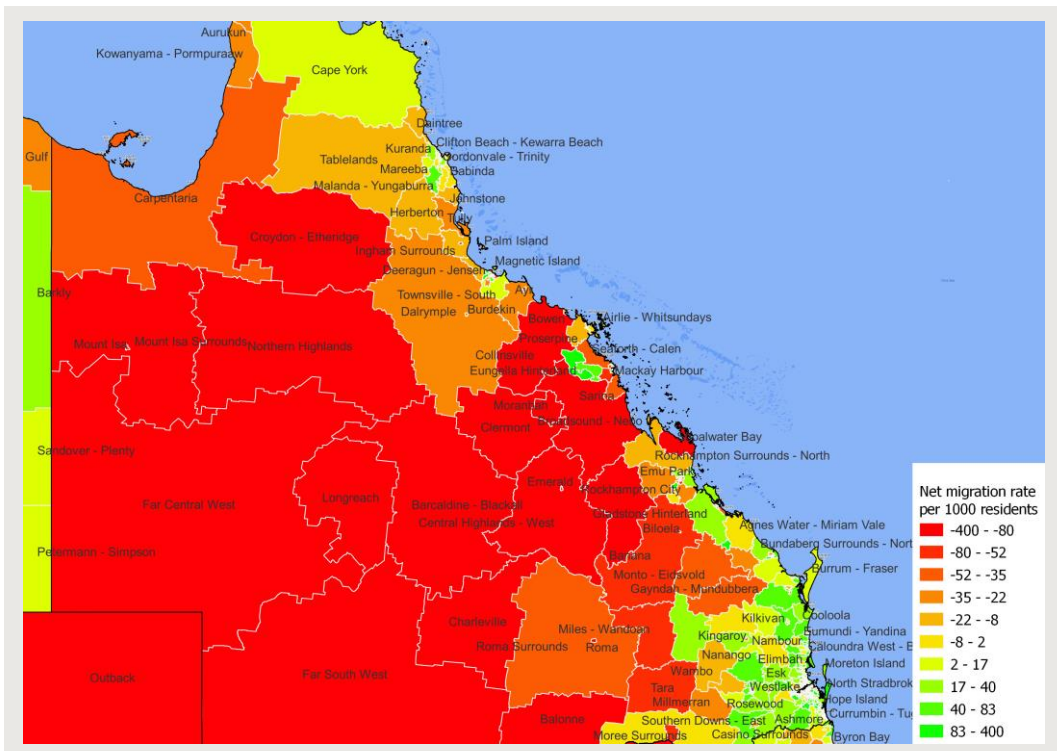 Aurukun
Kowanyama - Pormpuraaw
Cape York
Daintree
Clifton Beach - Kewarra Beach
Kuranda
Gordonvale - Trinity
Gulf
Tablelands
Mareeba
Babinda
Malanda - Yungaburra
Carpentaria
Johnstone
Herberton
Tully
Croydon - Etheridge
Palm Island
Ingham Surrounds
Magnetic Island
Deeragun - Jensen
Barkly
Townsville - South
Ayr
Dalrymple
Burdekin
Airlie - Whitsundays
Bowen
Mount Isa
Mount Isa Surrounds
Northern Highlands
Proserpine
Seaforth - Calen
Collinsville
Eungella Hinterland
Mackay Harbour
Sarina
Moranbah
Broadsound - Nebo
Clermont
Shoalwater Bay
Sandover - Plenty
Rockhampton Surrounds - North
Emu Park
Emerald
Rockhampton City
Far Central West
Longreach
Barcaldine - Blackall
Gladstone Hinterland
Central Highlands - West
Biloela
Agnes Water - Miriam Vale
Petermann - Simpson
Bundaberg Surrounds - Nort
Banana
Burrum - Fraser
Monto - Eidsvold
Gayndah - Mundubbera
Charleville
Miles - Wandoan
Kilkivan
Cooloola
Kingaroy
Nambour
Eumundi - Yandina
Roma Surrounds
Roma
Caloundra West - B
Nanango
Elimbah
Moreton Island
Outback
Far South West
Wambo
Esk
Tara
Westlake
North Stradbrok
Millmerran
Rosewood
Hope Island
Balonne
Southern Downs - East
Ashmore
Currumbin - Tug
Moree Surrounds
Casino Surrounds
Byron Bay
Net migration rate
per 1000 residents
-400 - -80
-80 - -52
-52 - -35
-35 - -22
-22 - -8
-8 - 2
2 - 17
17 - 40
40 - 83
83 - 400